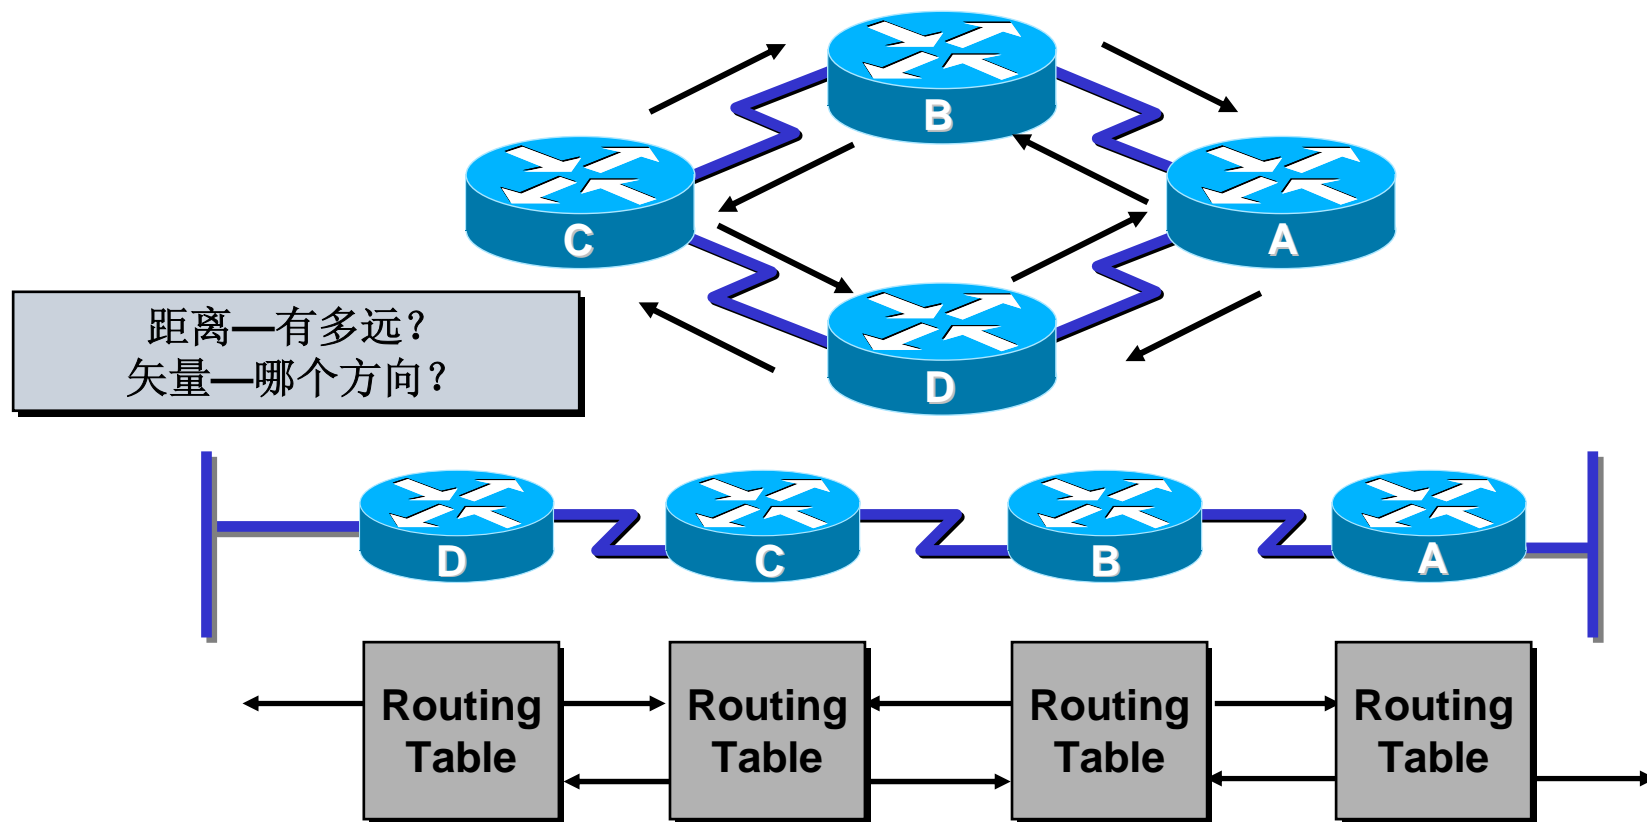 B
C
A
D
距离—有多远？
矢量—哪个方向？
D
C
B
A
Routing
Table
Routing
Table
Routing
Table
Routing
Table